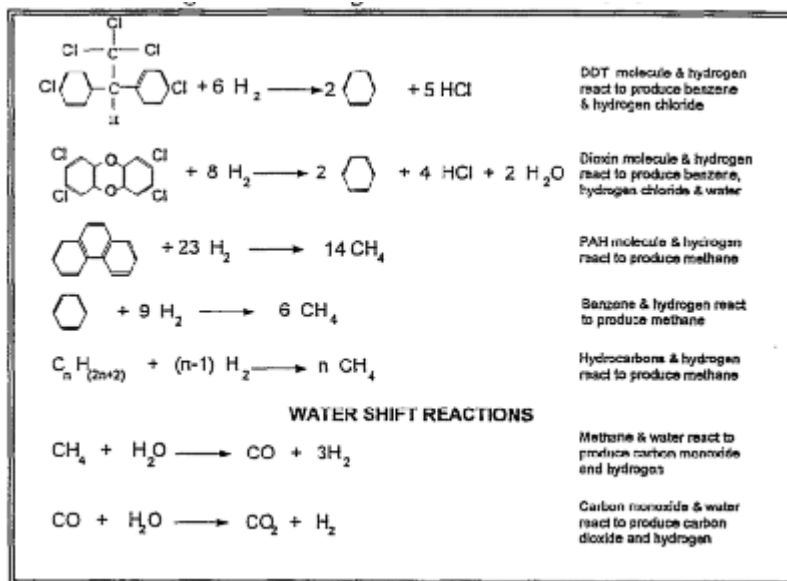 Cl
Cl — C — Cl
Cl C Cl + 6 H2 → 2 + 5 HCl
H
DDT molecule & hydrogen
react to produce benzene
& hydrogen chloride
Cl O Cl
Cl O Cl + 8 H2 → 2 + 4 HCl + 2 H2O
Dioxin molecule & hydrogen
react to produce benzene,
hydrogen chloride & water
+ 23 H2 → 14 CH4
PAH molecule & hydrogen
react to produce methane
+ 9 H2 → 6 CH4
Benzene & hydrogen react
to produce methane
CnH(2n+2) + (n-1) H2 → n CH4
Hydrocarbons & hydrogen
react to produce methane
WATER SHIFT REACTIONS
CH4 + H2O → CO + 3H2
Methane & water react to
produce carbon monoxide
and hydrogen
CO + H2O → CO2 + H2
Carbon monoxide & water
react to produce carbon
dioxide and hydrogen